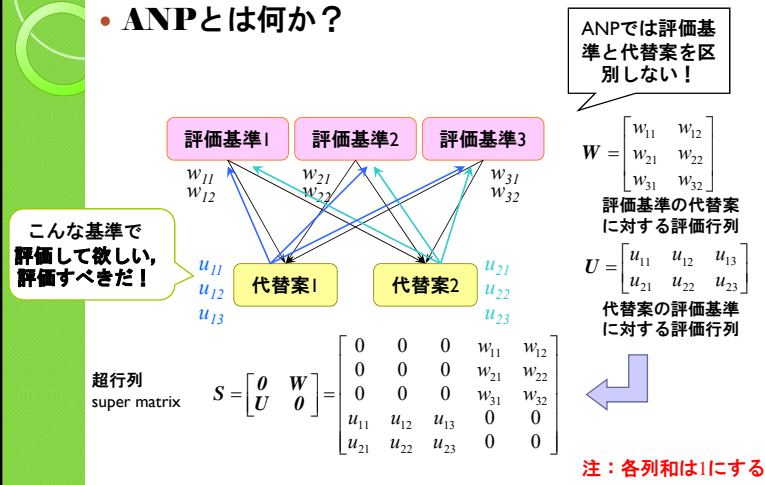 • ANPとは何か？
ANPでは評価基
準と代替案を区
別しない！
評価基準1 評価基準2 評価基準3
w11 w21 w31
w12 w22 w32
こんな基準で
評価して欲しい,
評価すべきだ！
u11
u12
u13
代替案1 代替案2
u21
u22
u23
W = [w11 w12
w21 w22
w31 w32]
評価基準の代替案
に対する評価行列
U = [u11 u12 u13
u21 u22 u23]
代替案の評価基準
に対する評価行列
超行列
super matrix
S = [0 W
U 0] =
[0 0 0 w11 w12
0 0 0 w21 w22
0 0 0 w31 w32
u11 u12 u13 0 0
u21 u22 u23 0 0]
注：各列和は1にする